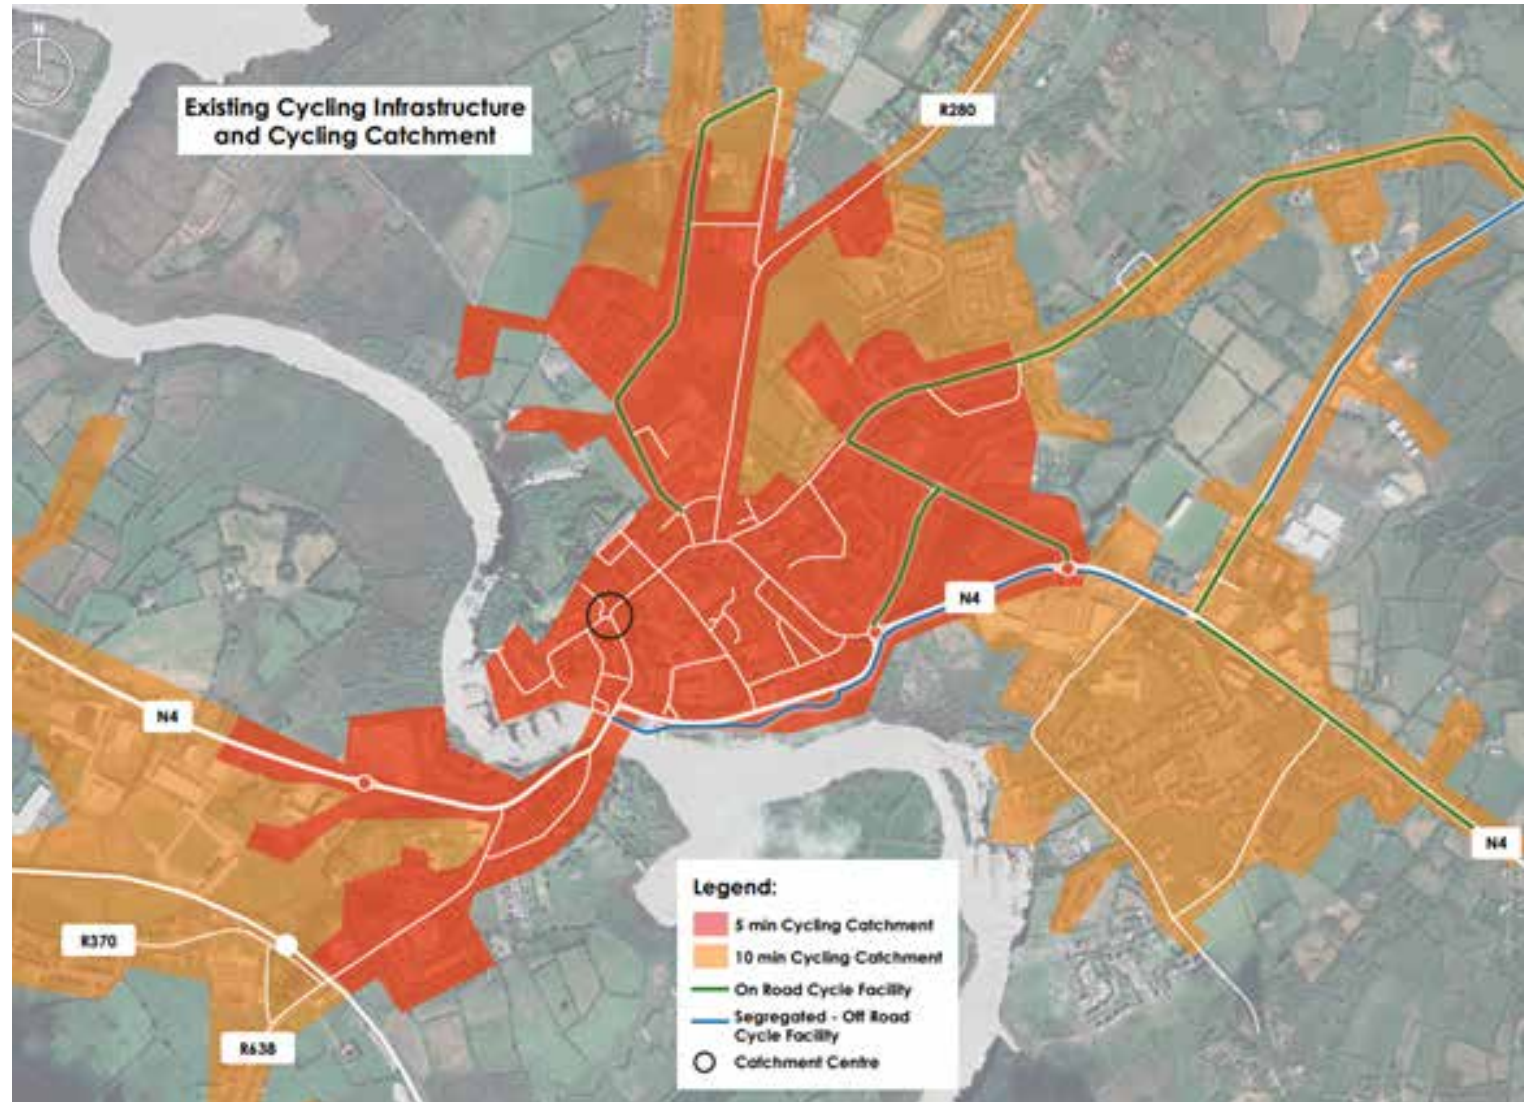 N
Existing Cycling Infrastructure
and Cycling Catchment
R280
N4
N4
N4
R370
R638
Legend:
5 min Cycling Catchment
10 min Cycling Catchment
On Road Cycle Facility
Segregated - Off Road
Cycle Facility
Catchment Centre